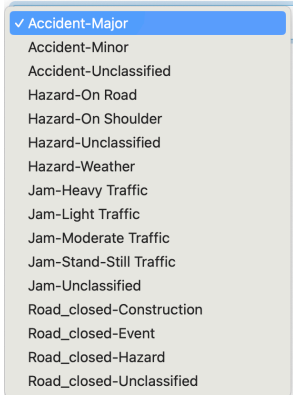 ✓ Accident-Major
Accident-Minor
Accident-Unclassified
Hazard-On Road
Hazard-On Shoulder
Hazard-Unclassified
Hazard-Weather
Jam-Heavy Traffic
Jam-Light Traffic
Jam-Moderate Traffic
Jam-Stand-Still Traffic
Jam-Unclassified
Road_closed-Construction
Road_closed-Event
Road_closed-Hazard
Road_closed-Unclassified